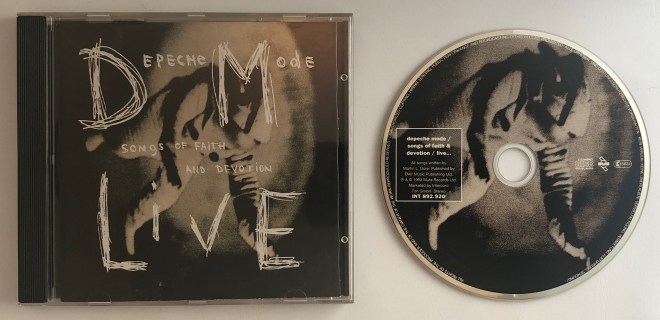 Depeche Mode
SONGS OF FAITH
AND DEVOTION
LIVE
depeche mode /
songs of faith &
devotion / live...
All songs written by
Martin L. Gore. Published by
EMI Music Publishing Ltd.
℗ & © 1993 Mute Records Ltd.
Marketed by Intercord
Ton GmbH. Stereo.
INT 892.920